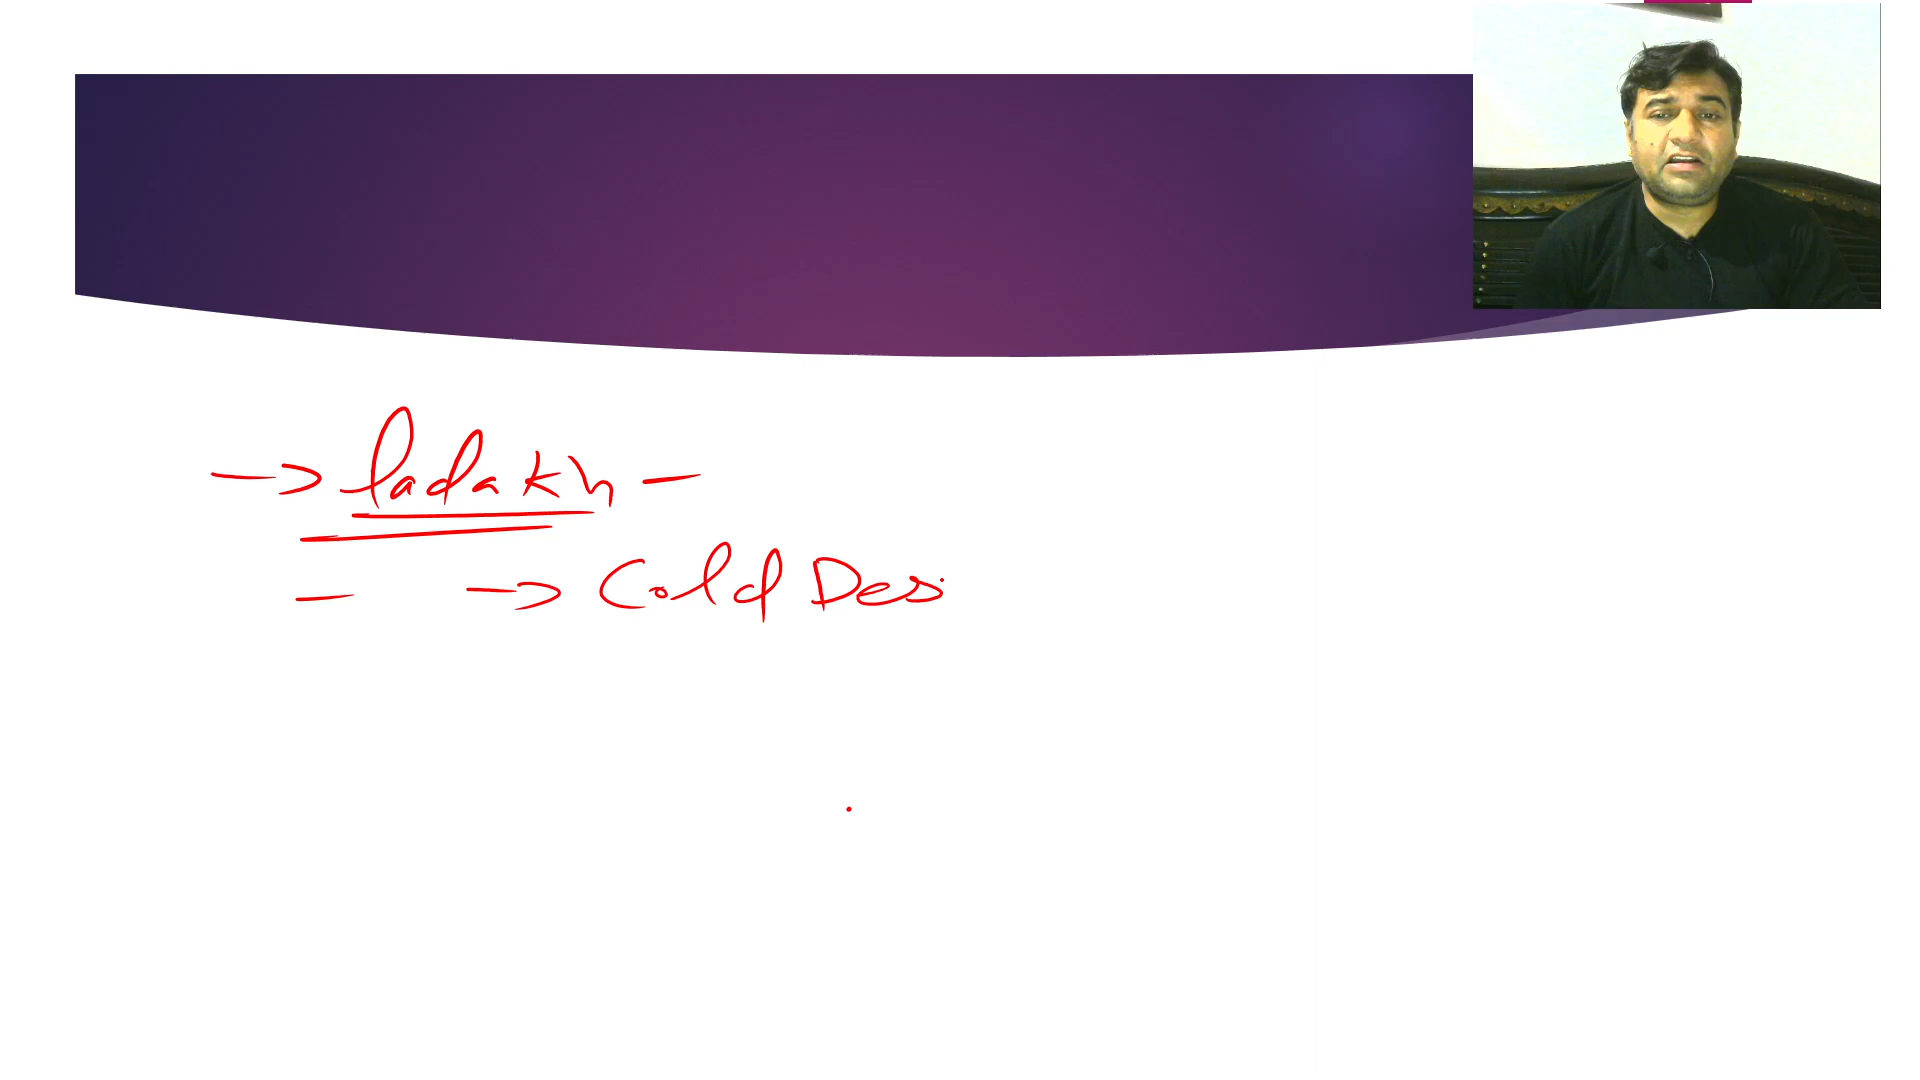 → ladakh -
- → Cold Des